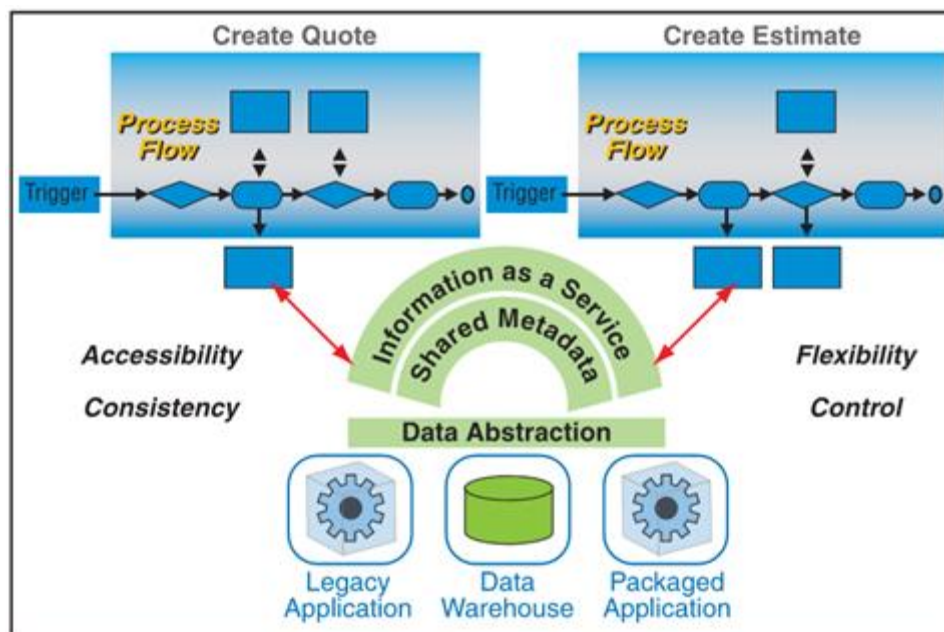 Create Quote
Create Estimate
Process
Flow
Process
Flow
Trigger
Trigger
Information as a Service
Shared Metadata
Accessibility
Flexibility
Consistency
Control
Data Abstraction
Legacy
Application
Data
Warehouse
Packaged
Application